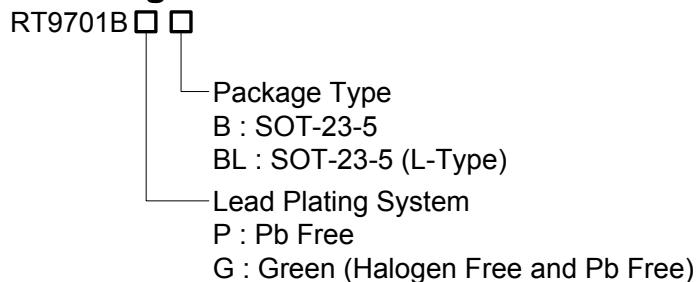 RT9701B
Package Type
B : SOT-23-5
BL : SOT-23-5 (L-Type)
Lead Plating System
P : Pb Free
G : Green (Halogen Free and Pb Free)